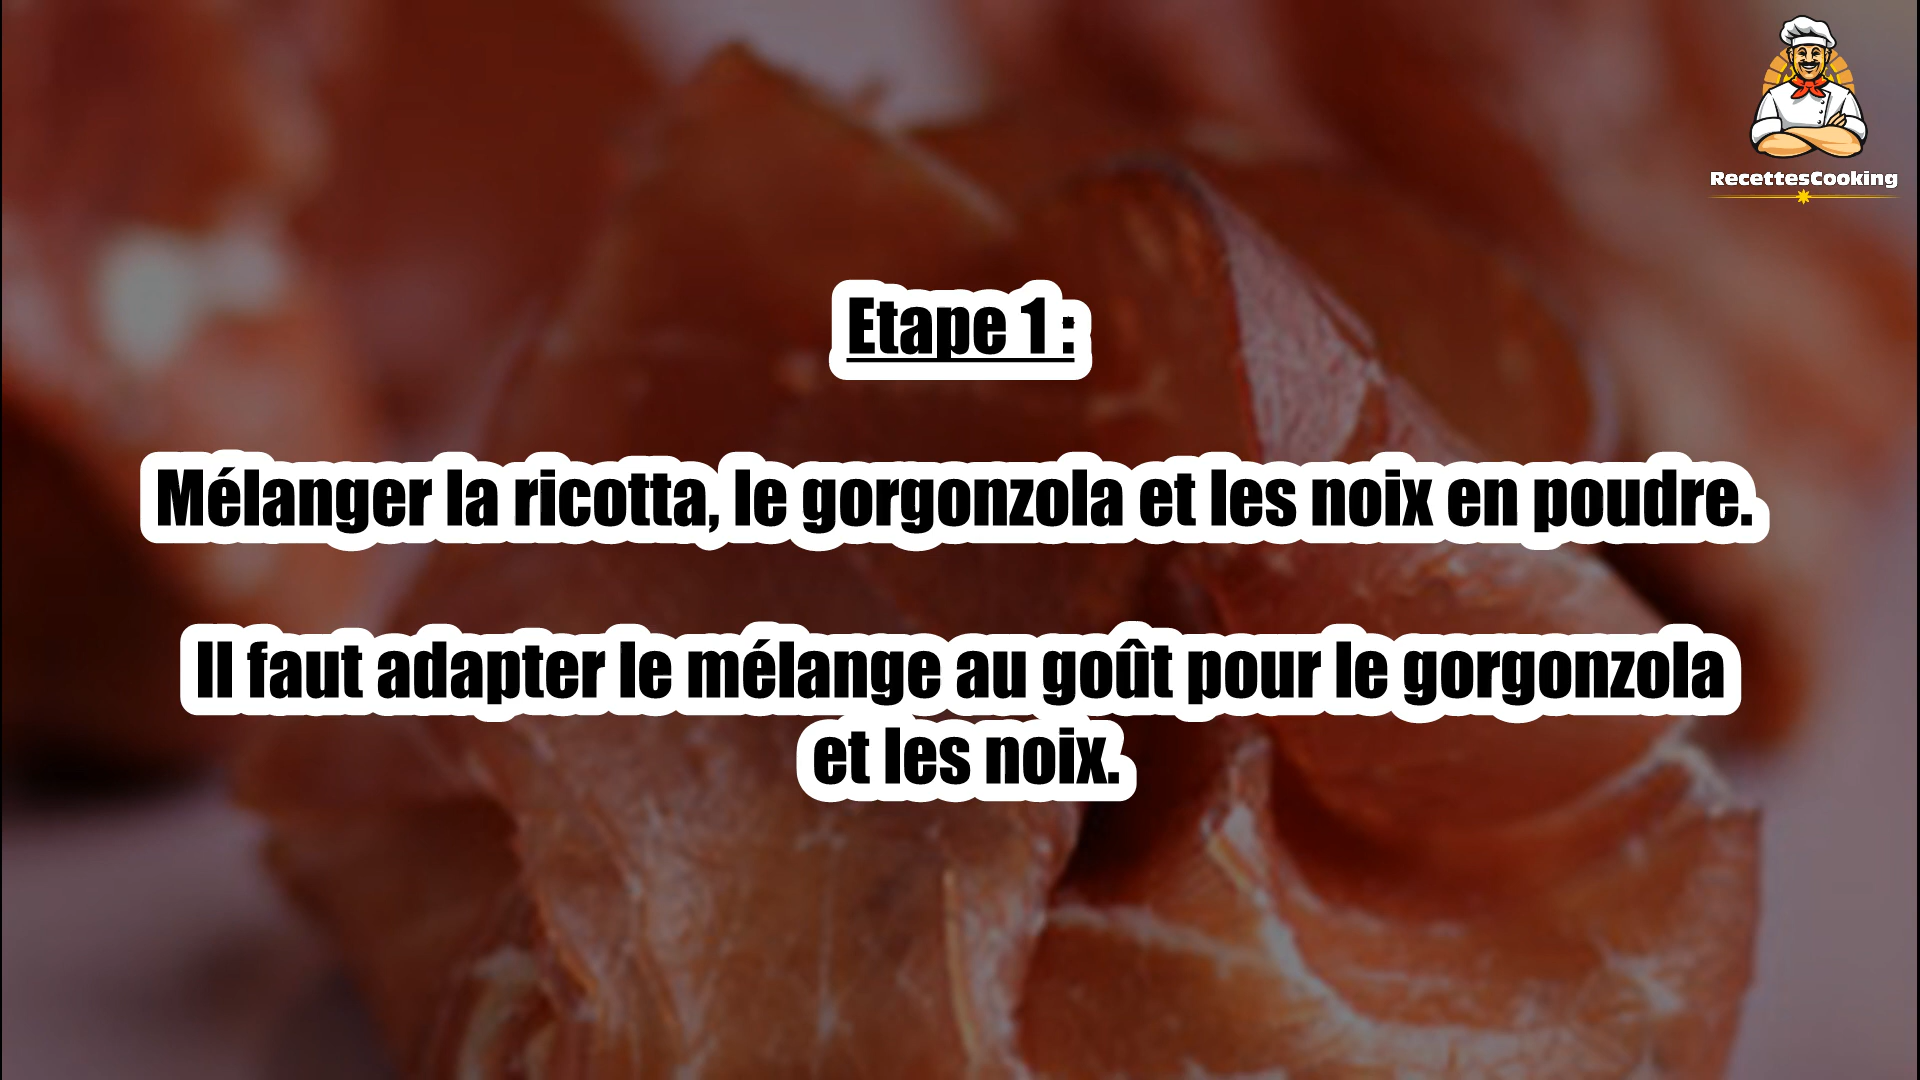 RecettesCooking
Etape 1 :
Mélanger la ricotta, le gorgonzola et les noix en poudre.
Il faut adapter le mélange au goût pour le gorgonzola
et les noix.